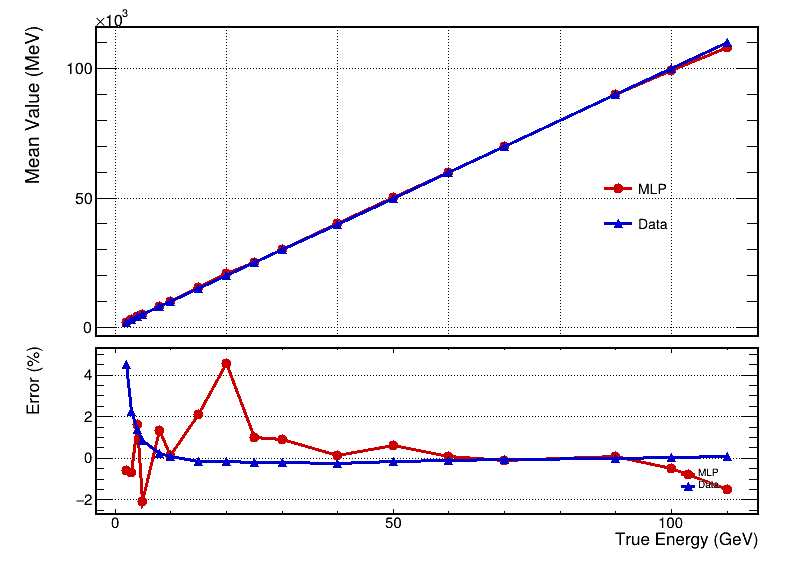 ×10³
Mean Value (MeV)
100
50
0
MLP
Data
Error (%)
4
2
0
−2
MLP
Data
0
50
100
True Energy (GeV)